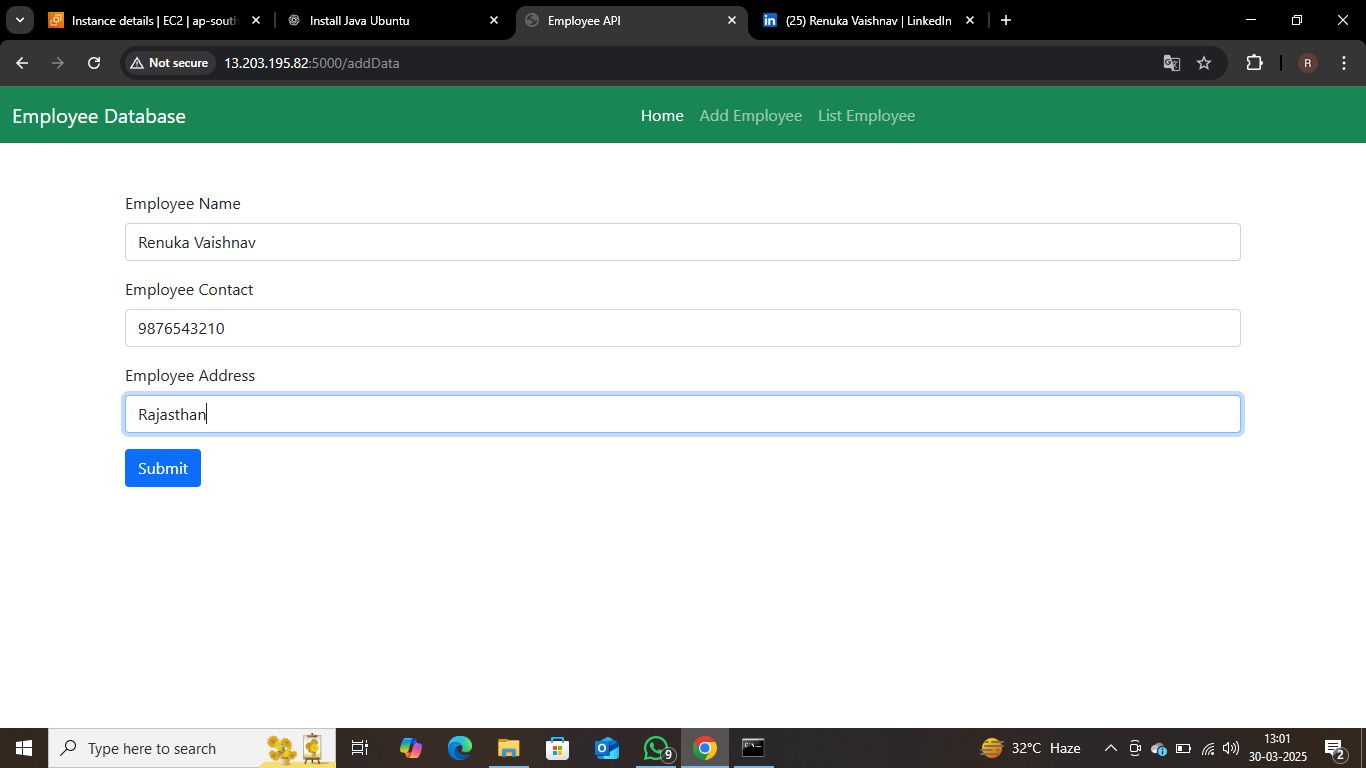 Instance details | EC2 | ap-south
Install Java Ubuntu
Employee API
(25) Renuka Vaishnav | LinkedIn
Not secure
13.203.195.82:5000/addData
R
Employee Database
Home
Add Employee
List Employee
Employee Name
Renuka Vaishnav
Employee Contact
9876543210
Employee Address
Rajasthan
Submit
Type here to search
9
32°C Haze
13:01
30-03-2025
2